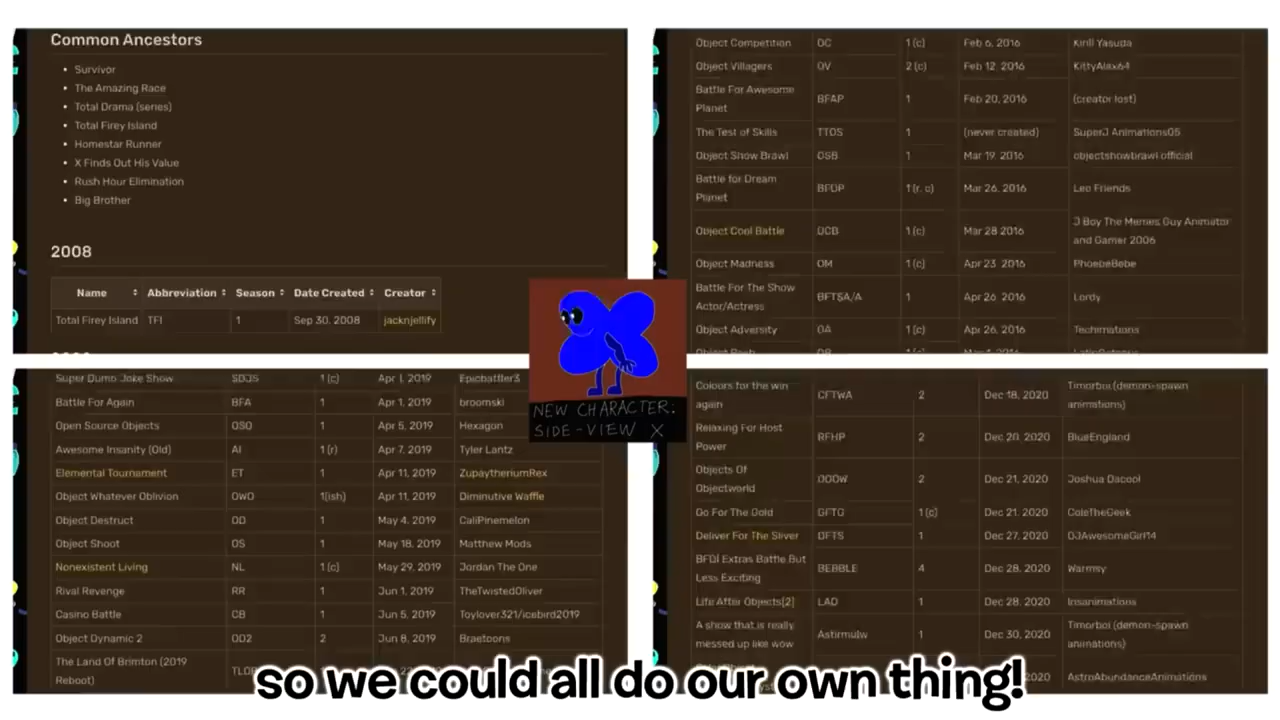 Common Ancestors
Survivor
The Amazing Race
Total Drama (series)
Total Firey Island
Homestar Runner
X Finds Out His Value
Rush Hour Elimination
Big Brother
2008
Name Abbreviation Season Date Created Creator
Total Firey Island TFI 1 Sep 30, 2008 jacknjellify
Object Competition OC 1 (c) Feb 6, 2016 Kirill Yasuda
Object Villagers OV 2 (c) Feb 12, 2016 KittyAlax64
Battle For Awesome
Planet BFAP 1 Feb 20, 2016 (creator lost)
The Test of Skills TTOS 1 (never created) SuperJ Animations05
Object Show Brawl OSB 1 Mar 19, 2016 objectshowbrawl official
Battle for Dream
Planet BFDP 1 (r, c) Mar 26, 2016 Leo Friends
Object Cool Battle OCB 1 (c) Mar 28 2016 J Boy The Memes Guy Animator
and Gamer 2006
Object Madness OM 1 (c) Apr 23, 2016 PhoebeBebe
Battle For The Show
Actor/Actress BFTSA/A 1 Apr 26, 2016 Lordy
Object Adversity OA 1 (c) Apr 26, 2016 Techimations
NEW CHARACTER:
SIDE-VIEW X
Super Dumb Joke Show SDJS 1 (c) Apr 1, 2019 Epicbattler3
Battle For Again BFA 1 Apr 1, 2019 broomski
Open Source Objects OSO 1 Apr 5, 2019 Hexagon
Awesome Insanity (Old) AI 1 (r) Apr 7, 2019 Tyler Lantz
Elemental Tournament ET 1 Apr 11, 2019 ZupaytheriumRex
Object Whatever Oblivion OWO 1(ish) Apr 11, 2019 Diminutive Waffle
Object Destruct OD 1 May 4, 2019 CaliPinemelon
Object Shoot OS 1 May 18, 2019 Matthew Mods
Nonexistent Living NL 1 (c) May 29, 2019 Jordan The One
Rival Revenge RR 1 Jun 1, 2019 TheTwistedOliver
Casino Battle CB 1 Jun 5, 2019 Toylover321/icebird2019
Object Dynamic 2 OD2 2 Jun 8, 2019 Braetoons
The Land Of Brimton (2019
Reboot)
Colours for the win
again CFTWA 2 Dec 18, 2020 Timorboi (demon-spawn
animations)
Relaxing For Host
Power RFHP 2 Dec 20, 2020 BlueEngland
Objects Of
Objectworld OOOW 2 Dec 21, 2020 Joshua Dacool
Go For The Gold GFTG 1 (c) Dec 21, 2020 ColeTheGeek
Deliver For The Sliver DFTS 1 Dec 27, 2020 DJAwesomeGirl14
BFDI Extras Battle But
Less Exciting BEBBLE 4 Dec 28, 2020 Warmsy
Life After Objects[2] LAO 1 Dec 28, 2020 Insanimations
A show that is really
messed up like wow Astirmulw 1 Dec 30, 2020 Timorboi (demon-spawn
animations)
AstroAbundanceAnimations
so we could all do our own thing!